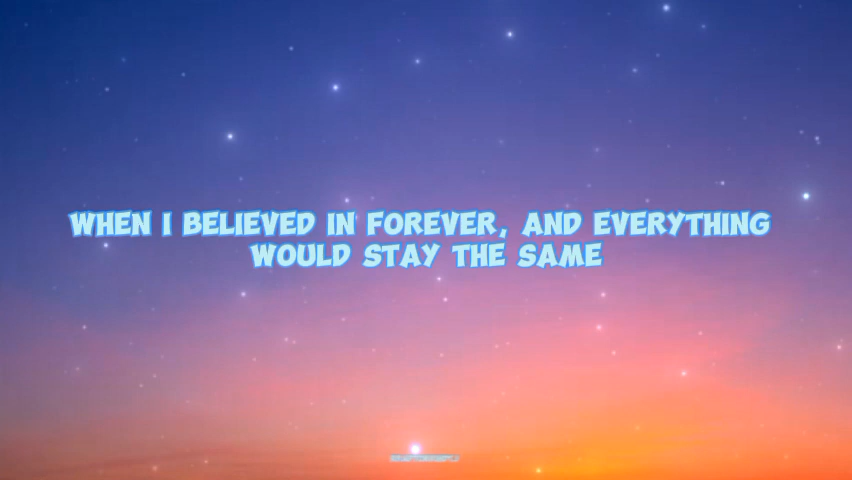 WHEN I BELIEVED IN FOREVER, AND EVERYTHING
WOULD STAY THE SAME